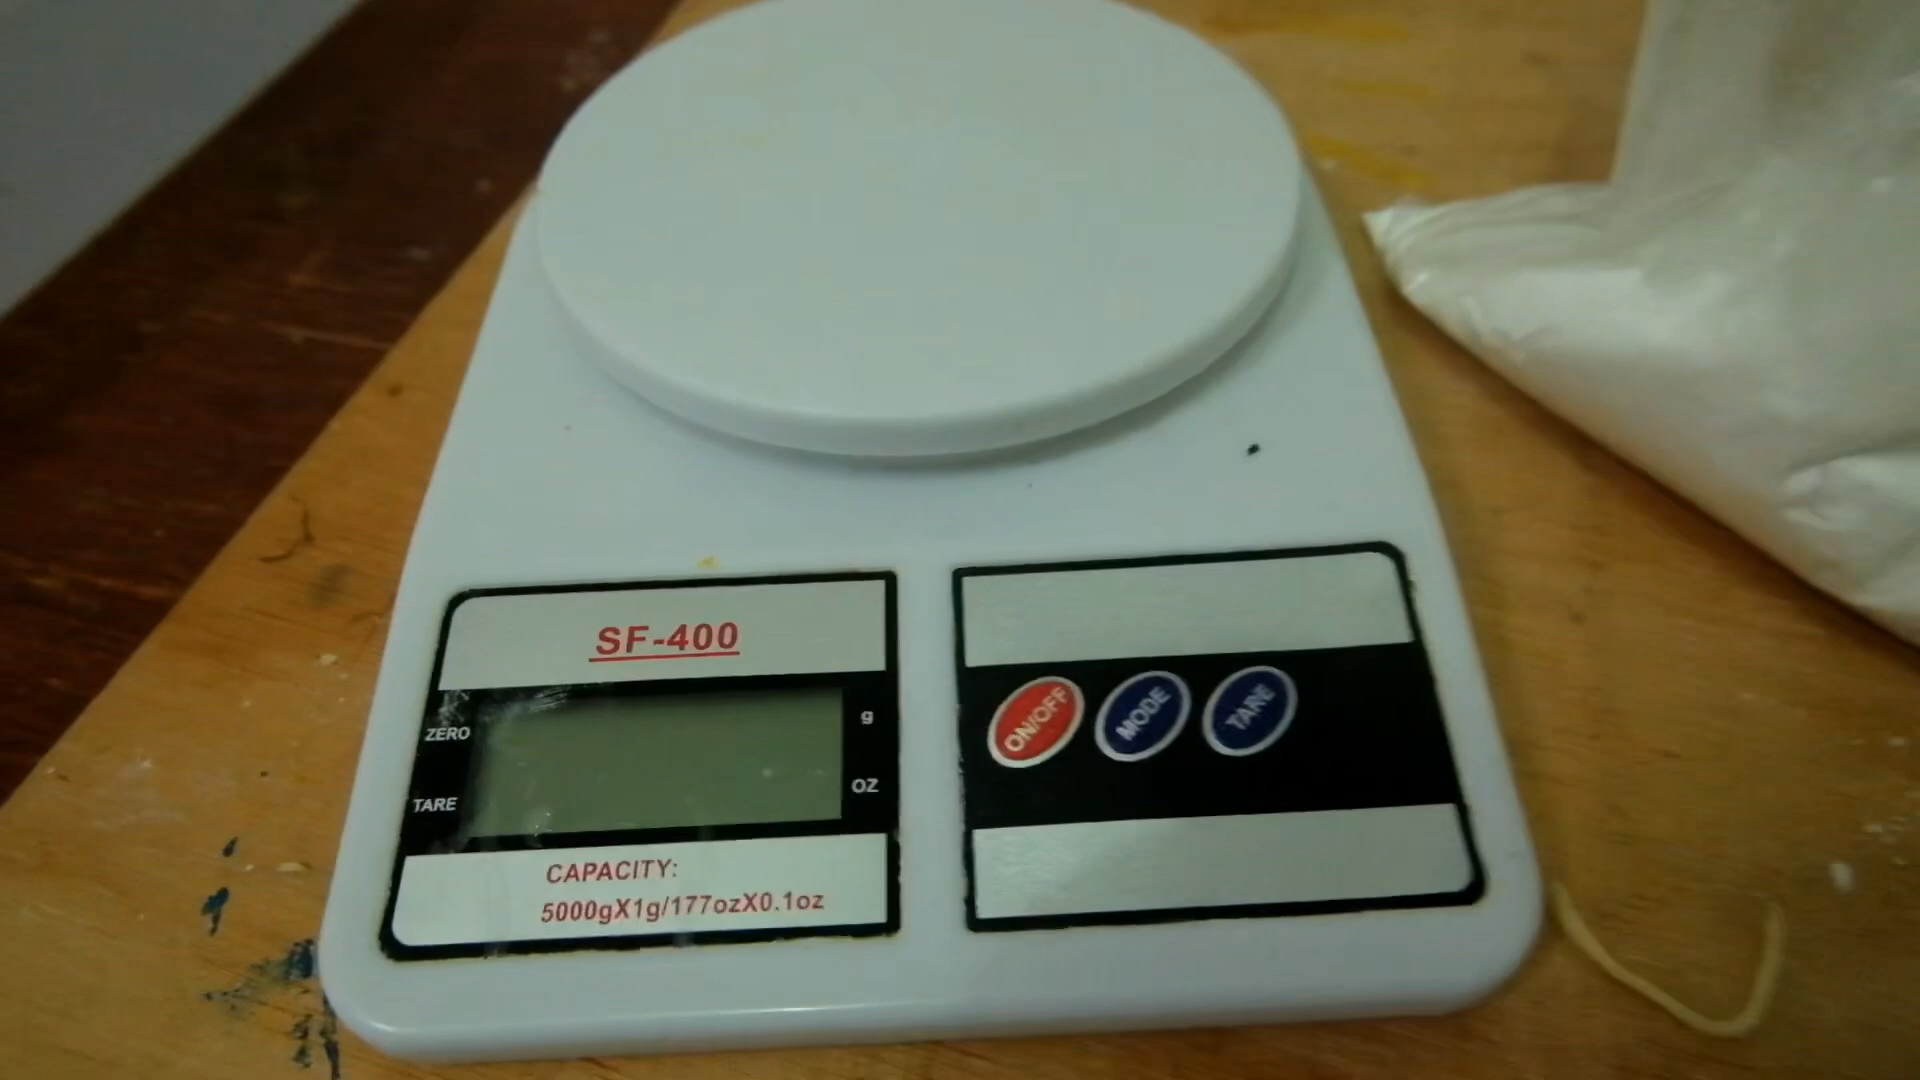 SF-400
ZERO
g
TARE
OZ
CAPACITY:
5000gX1g/177ozX0.1oz
ON/OFF
MODE
TARE